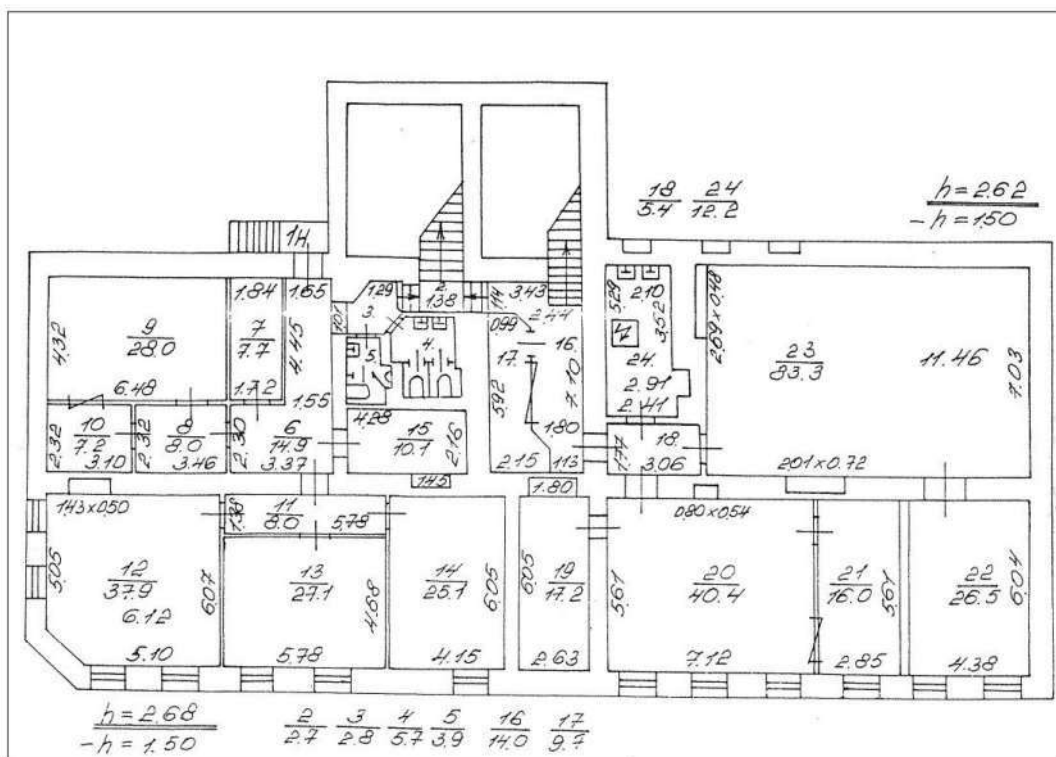 18 24 h = 2.62
5.4 12.2 -h = 1.50
1Н.
1.84 1.65 1.29 2. 1.14 3.43 5.29 2.10 2.69 x 0.48
1.38 2.44
1.01 3. 0.99 3.52
4.32 9 7 4.45 4. 16. 23 11.46 7.03
28.0 7.7 5. 17. 24. 83.3
6.48 1.72 1.55 5.92 7.10 2.91
4.28 1.80 2.41
2.32 10 2.32 8 2.30 6 15 2.16 1.77 18.
7.2 8.0 14.9 10.1
3.10 3.46 3.37 2.15 1.13 3.06 2.01 x 0.72
1.45 1.80
1.43 x 0.50 1.38 11 0.80 x 0.54
8.0 5.78
5.05 12 6.07 13 4.68 14 6.05 6.05 19 5.61 20 21 5.61 22 6.04
37.9 27.1 25.1 17.2 40.4 16.0 26.5
6.12
5.10 5.78 4.15 2.63 7.12 2.85 4.38
h = 2.68 2 3 4 5 16 17
-h = 1.50 2.7 2.8 5.7 3.9 14.0 9.7